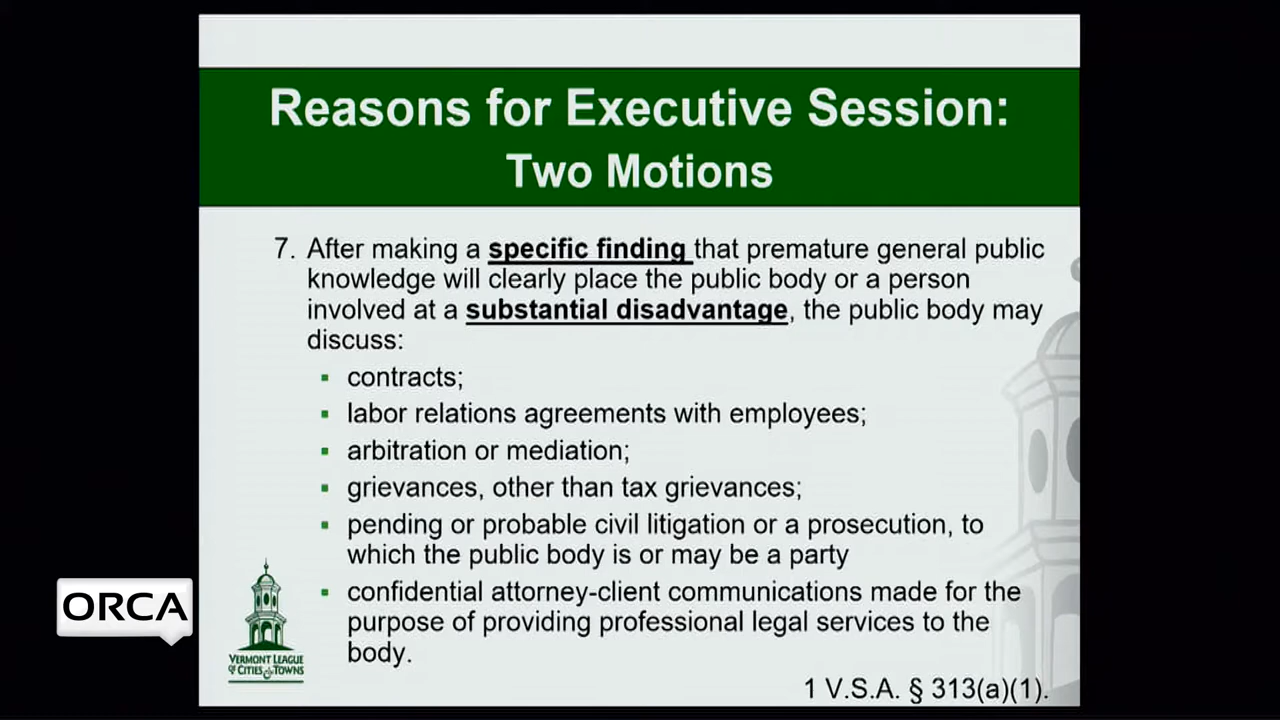 Reasons for Executive Session:
Two Motions
7. After making a specific finding that premature general public
knowledge will clearly place the public body or a person
involved at a substantial disadvantage, the public body may
discuss:
▪ contracts;
▪ labor relations agreements with employees;
▪ arbitration or mediation;
▪ grievances, other than tax grievances;
▪ pending or probable civil litigation or a prosecution, to
which the public body is or may be a party
▪ confidential attorney-client communications made for the
purpose of providing professional legal services to the
body.
1 V.S.A. § 313(a)(1).
ORCA
VERMONT LEAGUE
OF CITIES & TOWNS